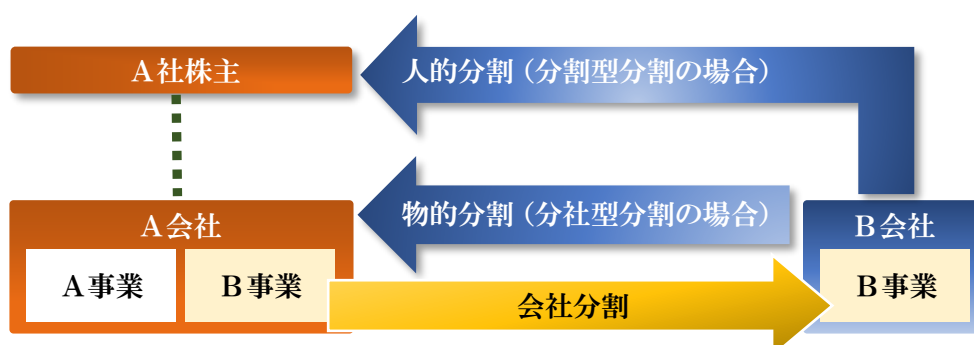 A社株主
人的分割（分割型分割の場合）
物的分割（分社型分割の場合）
A会社
A事業
B事業
会社分割
B会社
B事業